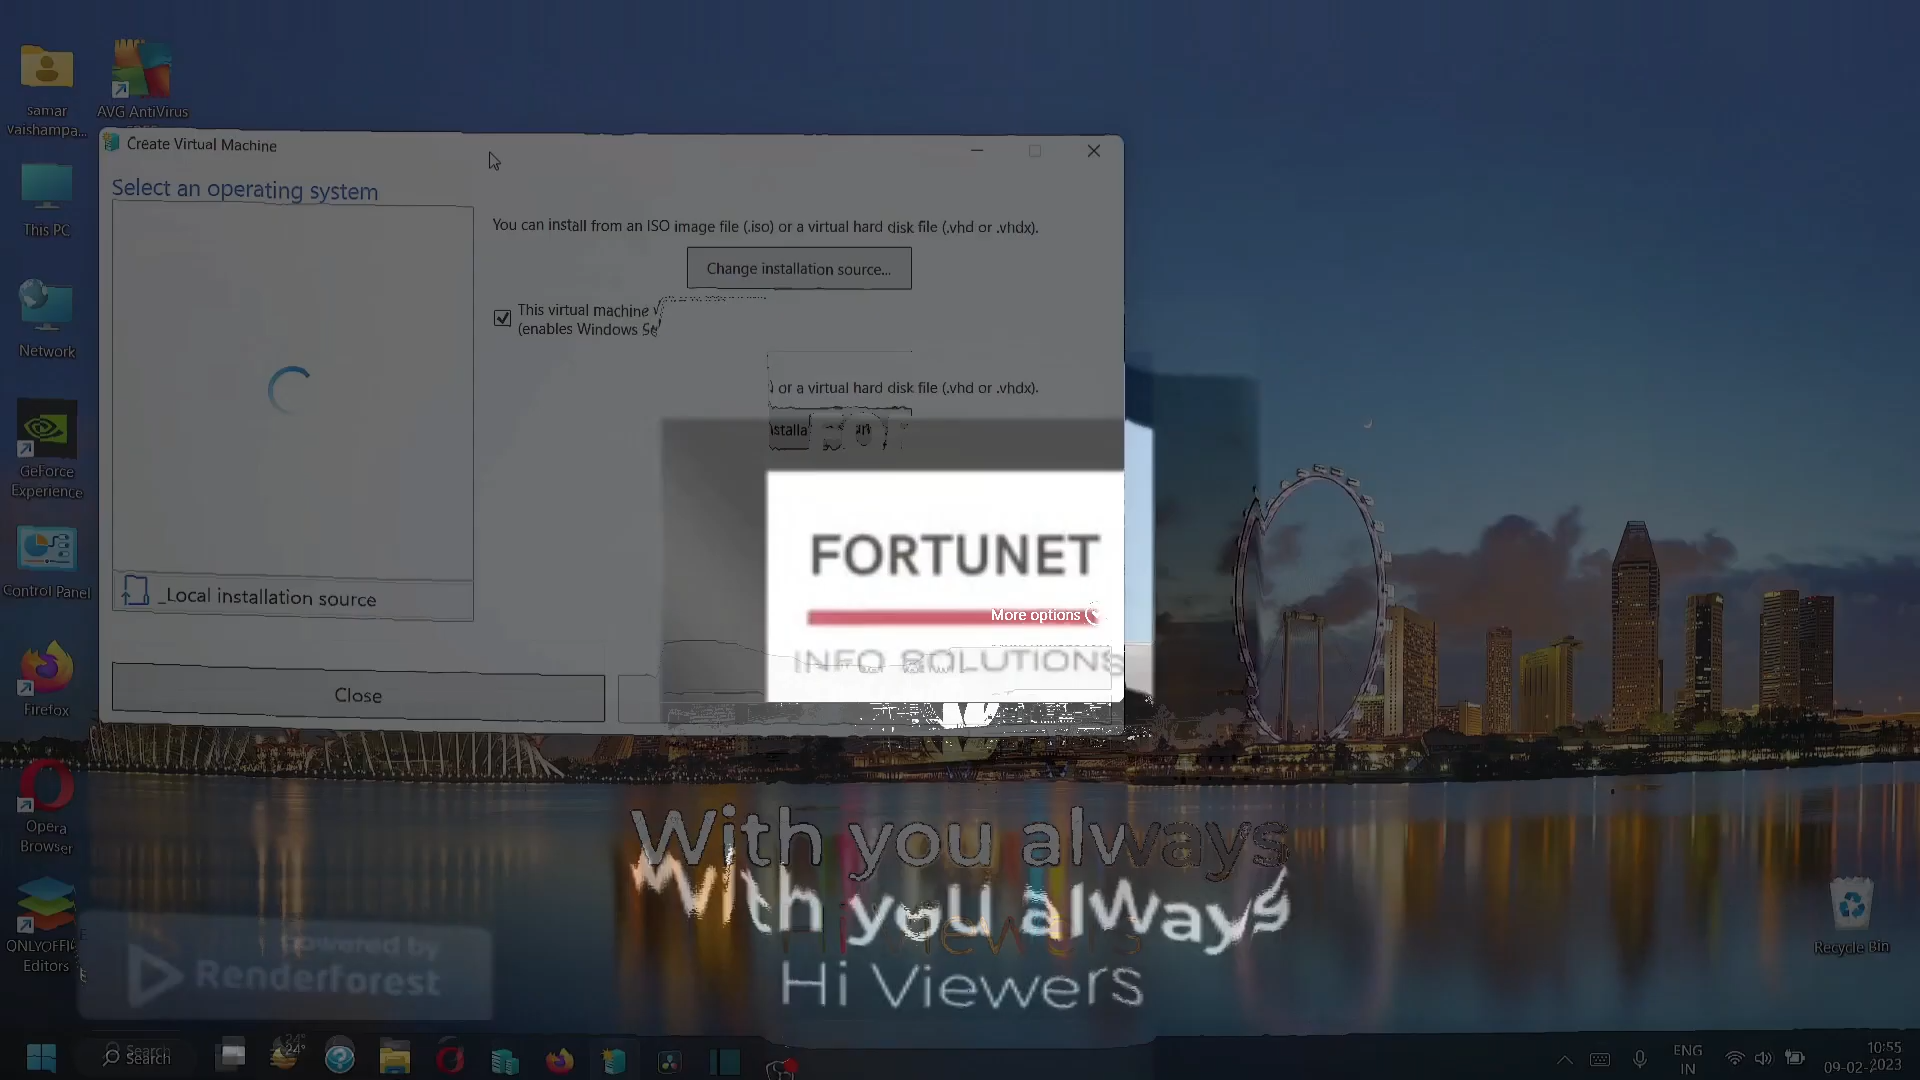 samar
vaishampa...
AVG AntiVirus
This PC
Network
GeForce
Experience
Control Panel
Firefox
Opera
Browser
ONLYOFFI
Editors
Create Virtual Machine
Select an operating system
Local installation source
Close
You can install from an ISO image file (.iso) or a virtual hard disk file (.vhd or .vhdx).
Change installation source...
This virtual machine
(enables Windows
or a virtual hard disk file (.vhd or .vhdx).
FORTUNET
More options
INFO SOLUTIONS
With you always
With you always
Hi Viewers
powered by
Renderforest
Recycle Bin
Search
24°
ENG
IN
10:55
09-02-2023